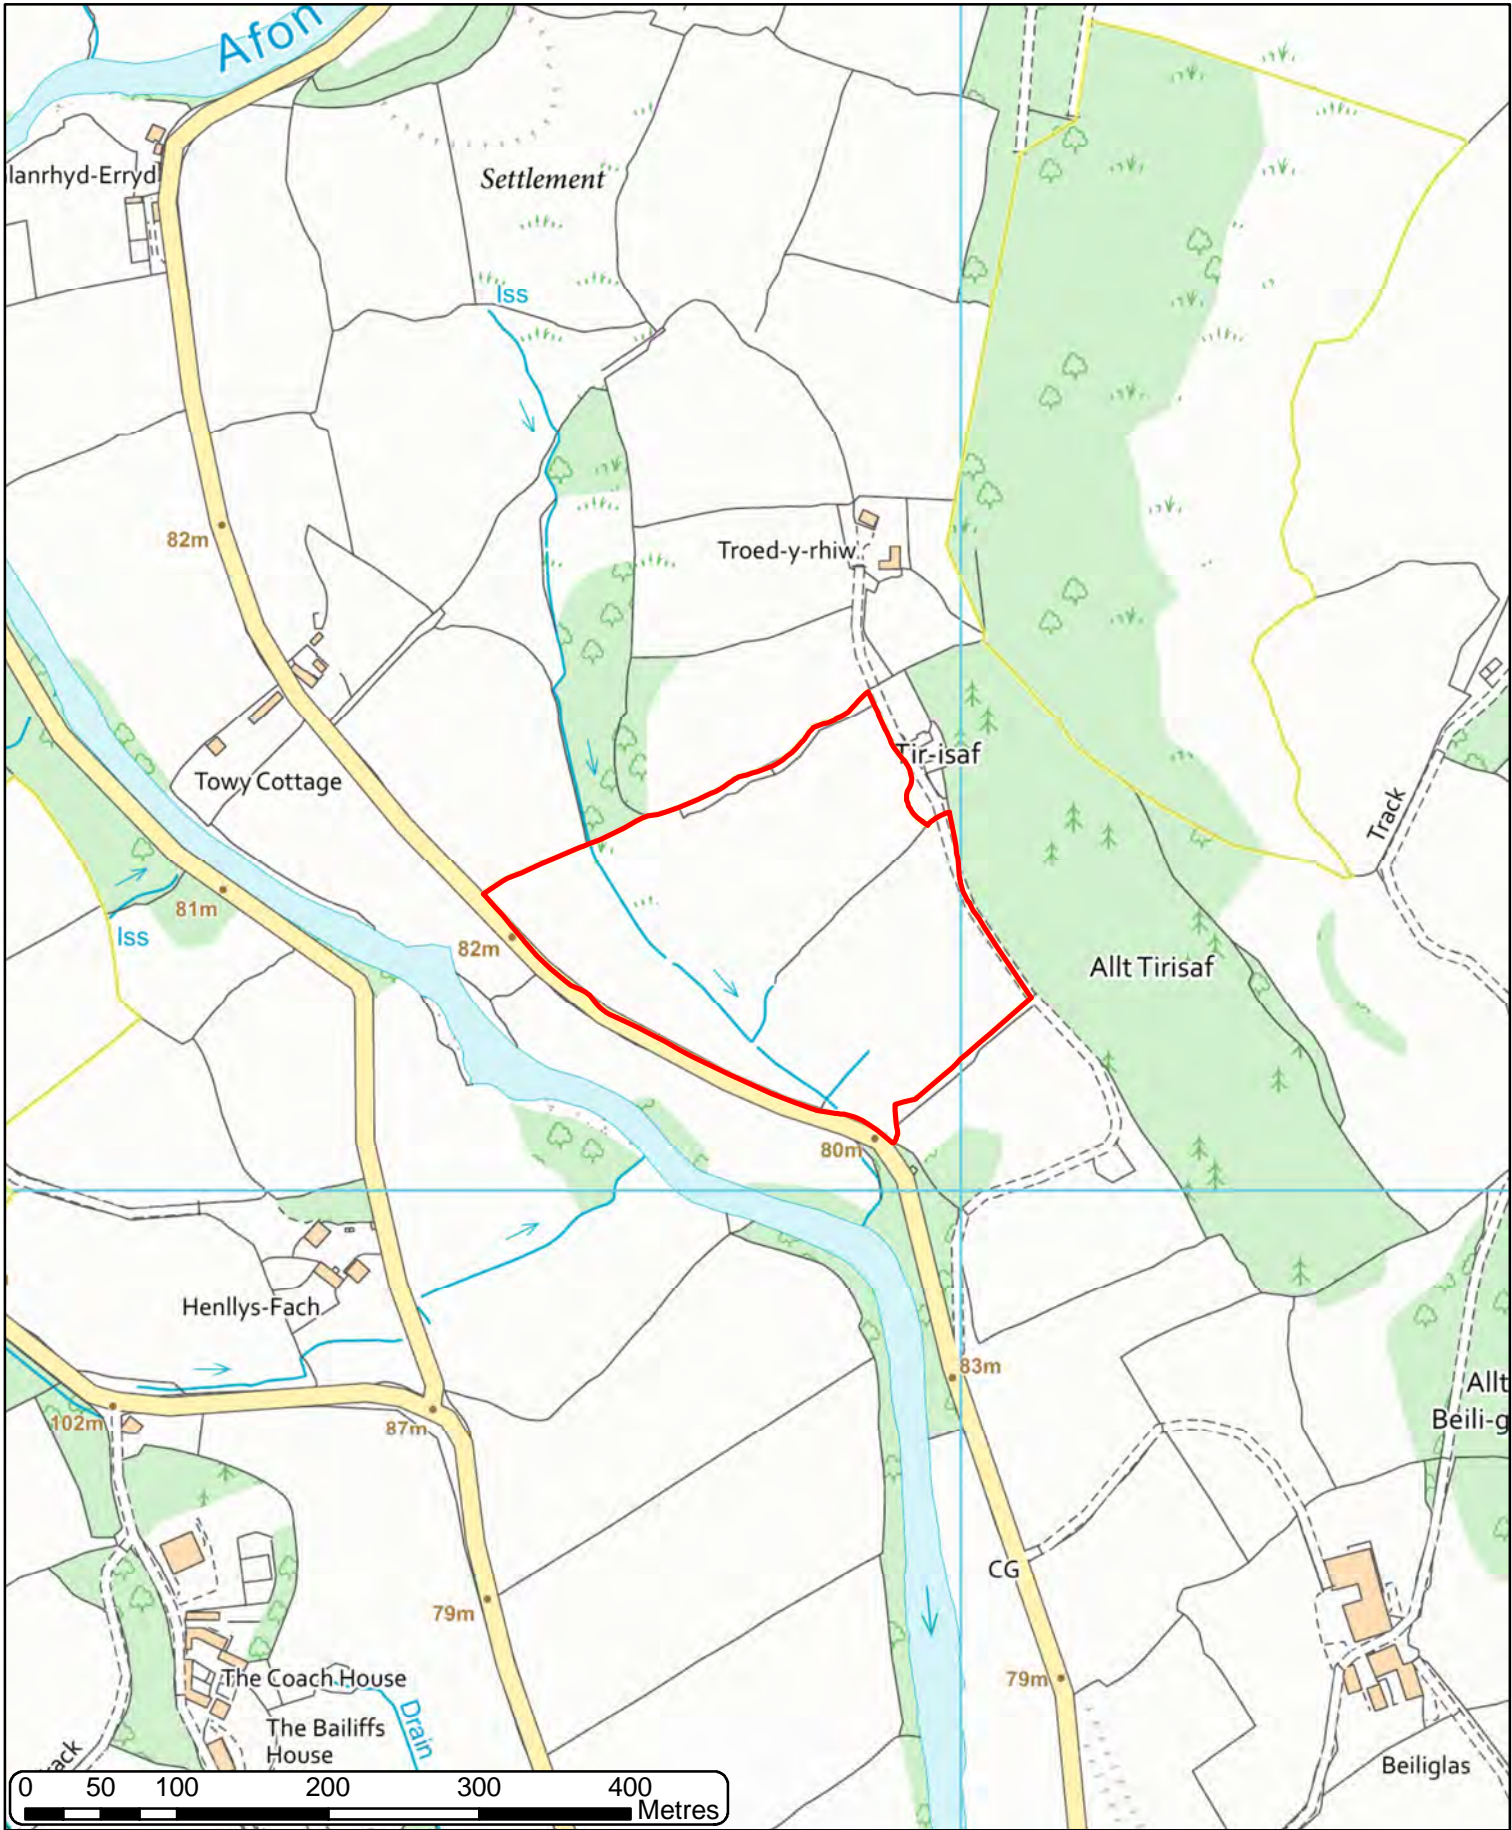 Afon
lanrhyd-Erryd
Settlement
Iss
82m
Troed-y-rhiw
Tir-isaf
Towy Cottage
Track
81m
Iss
82m
Allt Tirisaf
80m
Henllys-Fach
83m
102m
87m
Allt
Beili-g
CG
79m
79m
The Coach House
Drain
The Bailiffs
House
ack
Beiliglas
0 50 100 200 300 400
Metres